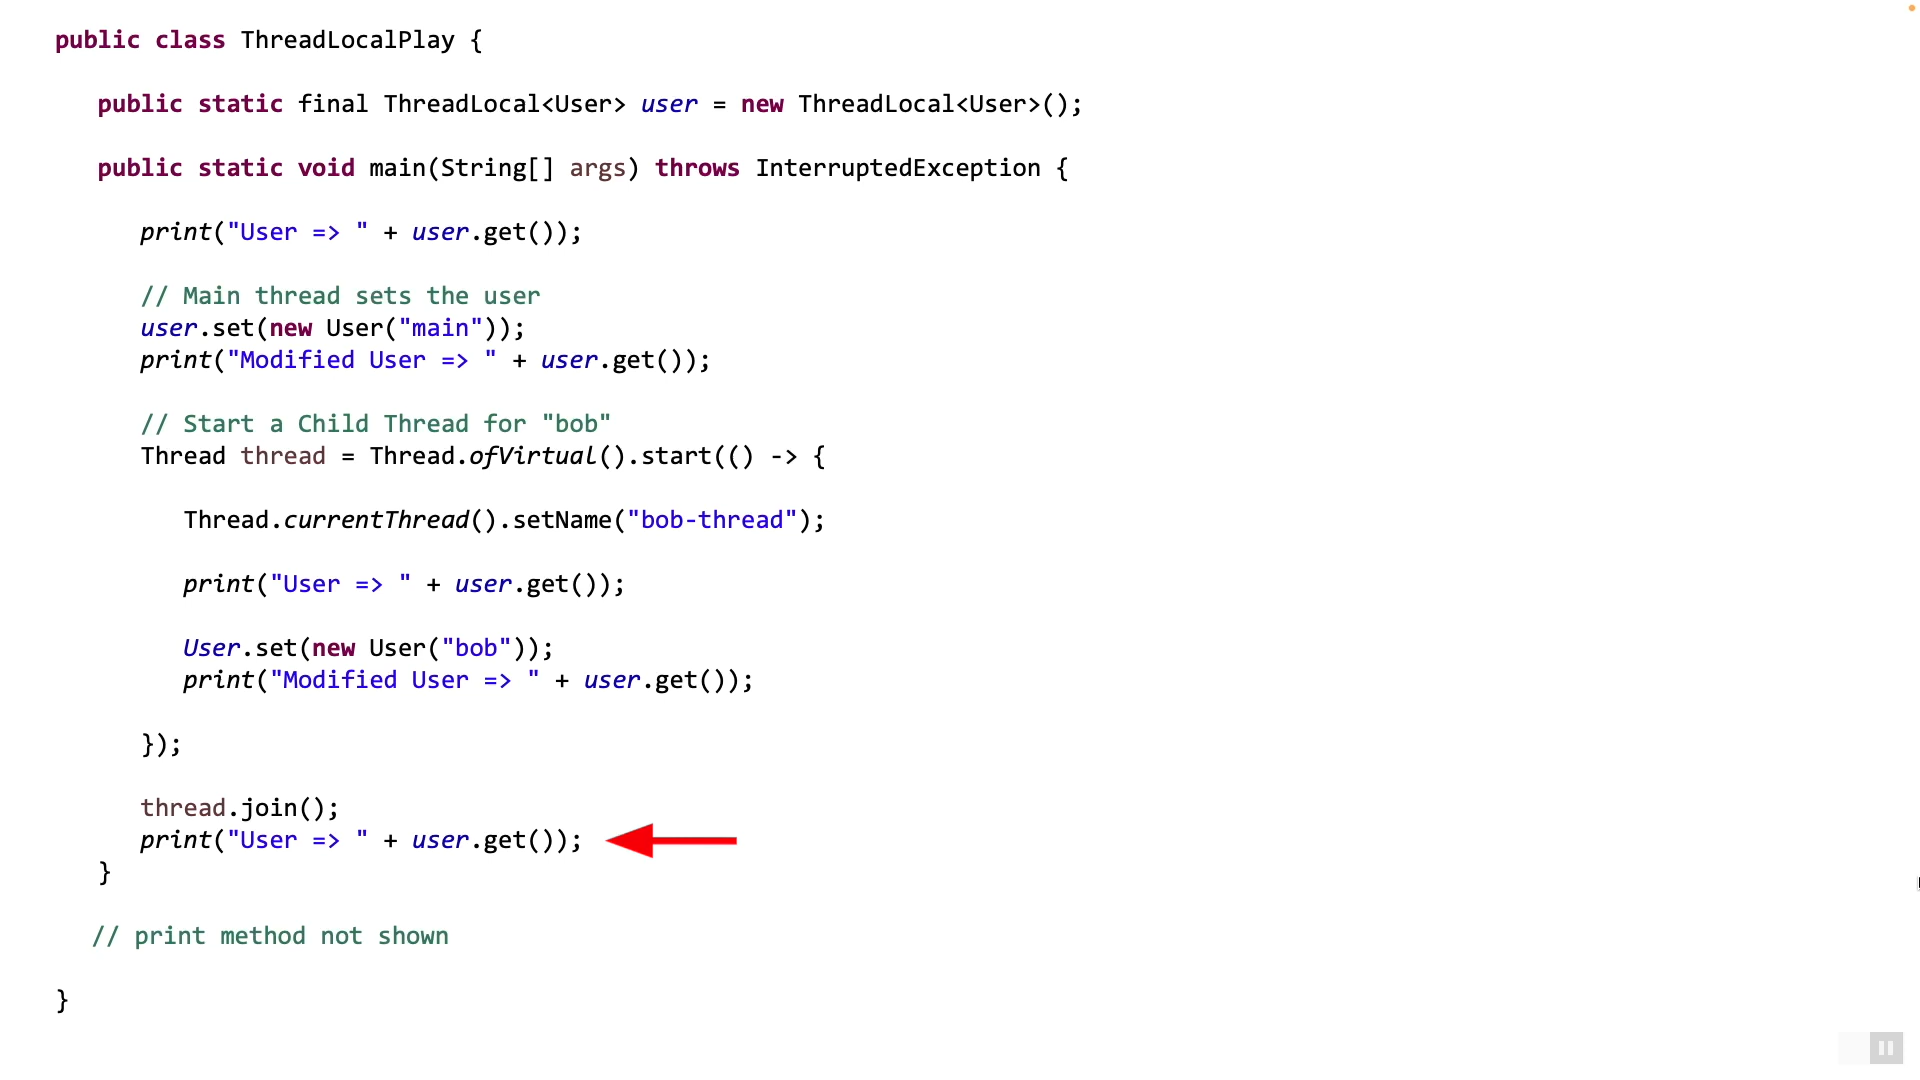 public class ThreadLocalPlay {
public static final ThreadLocal<User> user = new ThreadLocal<User>();
public static void main(String[] args) throws InterruptedException {
print("User => " + user.get());
// Main thread sets the user
user.set(new User("main"));
print("Modified User => " + user.get());
// Start a Child Thread for "bob"
Thread thread = Thread.ofVirtual().start(() -> {
Thread.currentThread().setName("bob-thread");
print("User => " + user.get());
User.set(new User("bob"));
print("Modified User => " + user.get());
});
thread.join();
print("User => " + user.get());
}
// print method not shown
}